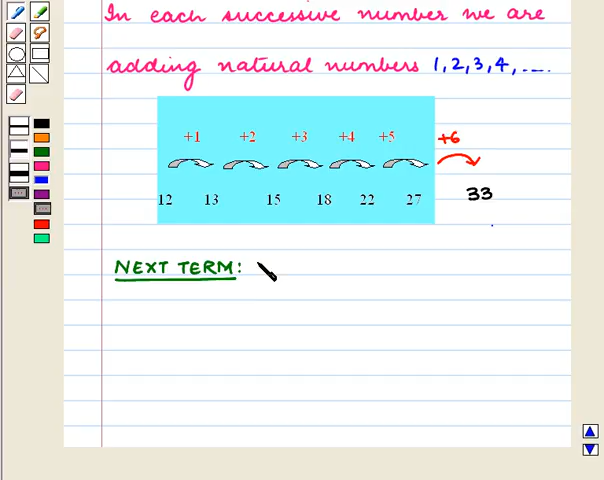 In each successive number we are
adding natural numbers 1,2,3,4, ....
+1 +2 +3 +4 +5 +6
12 13 15 18 22 27 33
NEXT TERM: